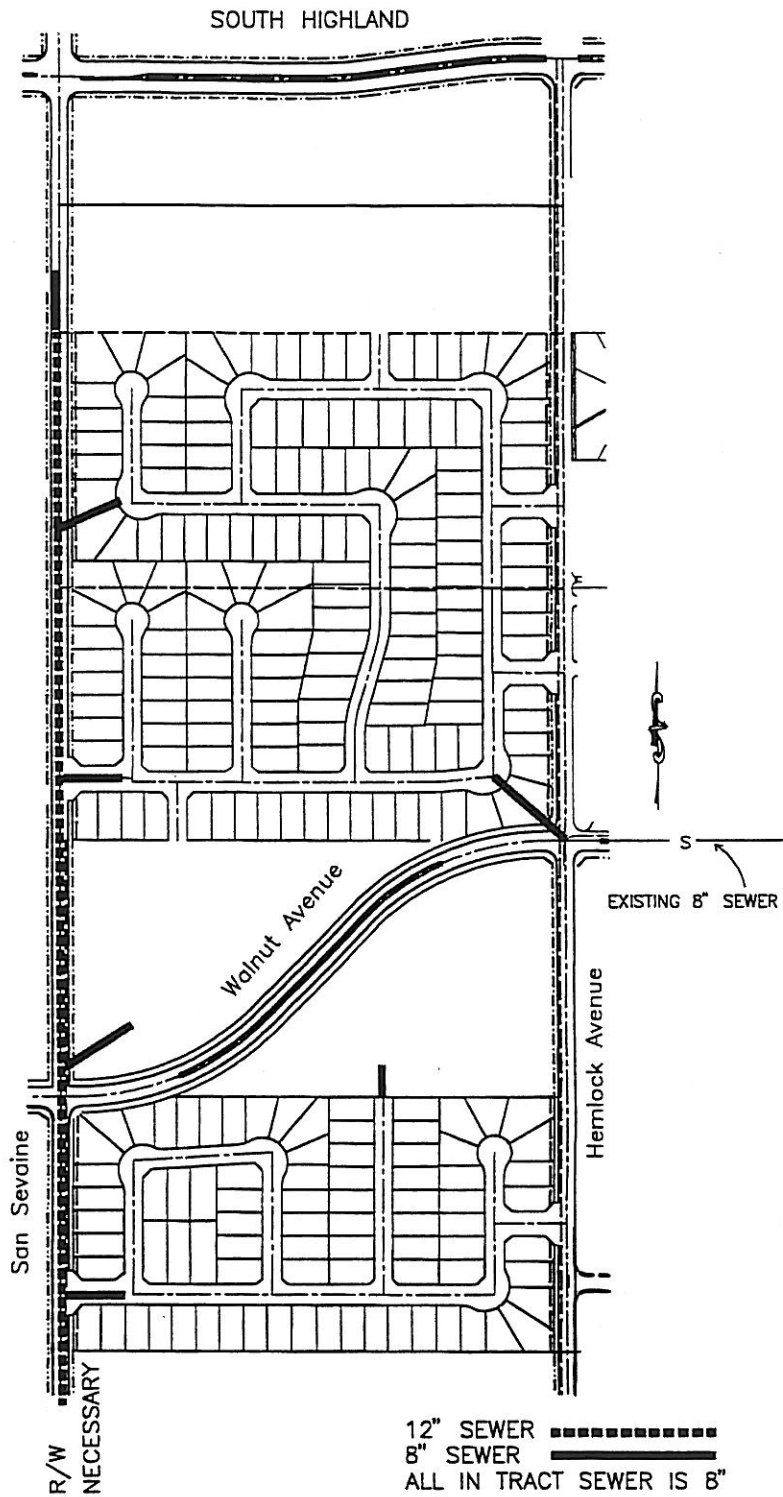 SOUTH HIGHLAND
S
EXISTING 8" SEWER
Walnut Avenue
Hemlock Avenue
San Sevaine
R/W
NECESSARY
12" SEWER
8" SEWER
ALL IN TRACT SEWER IS 8"